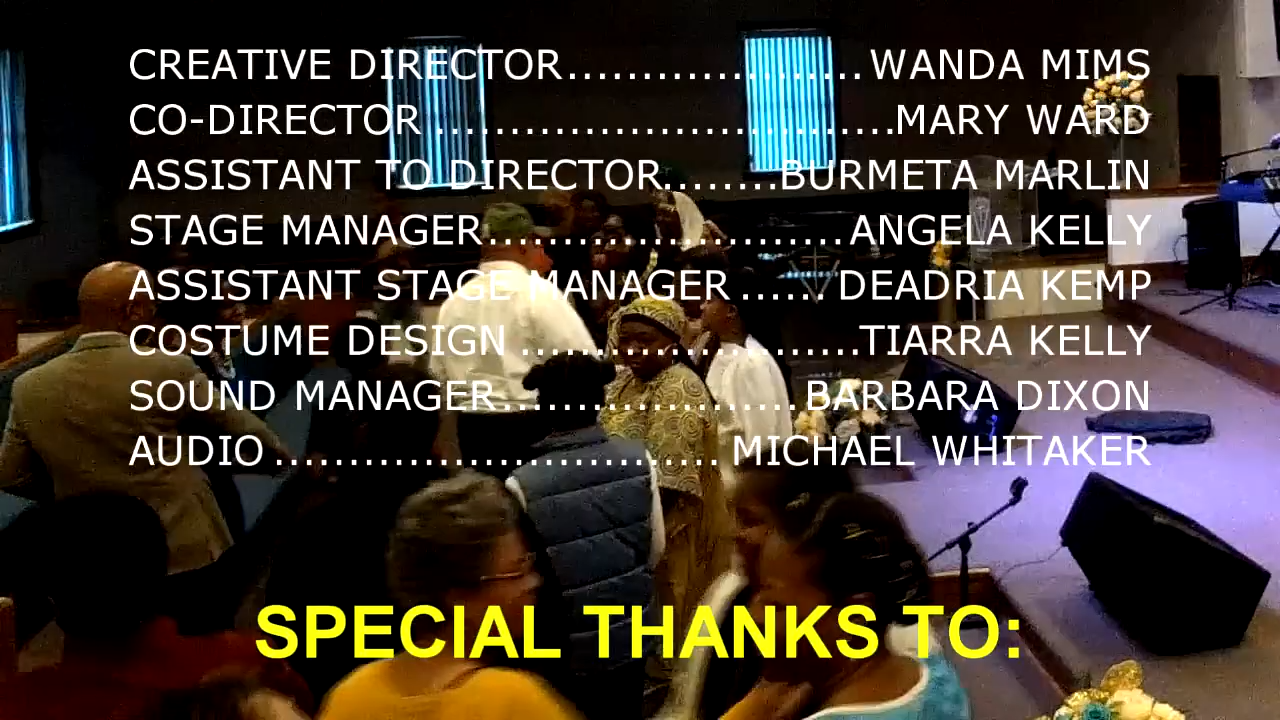 CREATIVE DIRECTOR....................WANDA MIMS
CO-DIRECTOR ...............................MARY WARD
ASSISTANT TO DIRECTOR........BURMETA MARLIN
STAGE MANAGER........................ANGELA KELLY
ASSISTANT STAGE MANAGER ...... DEADRIA KEMP
COSTUME DESIGN .......................TIARRA KELLY
SOUND MANAGER....................BARBARA DIXON
AUDIO .............................. MICHAEL WHITAKER
SPECIAL THANKS TO: